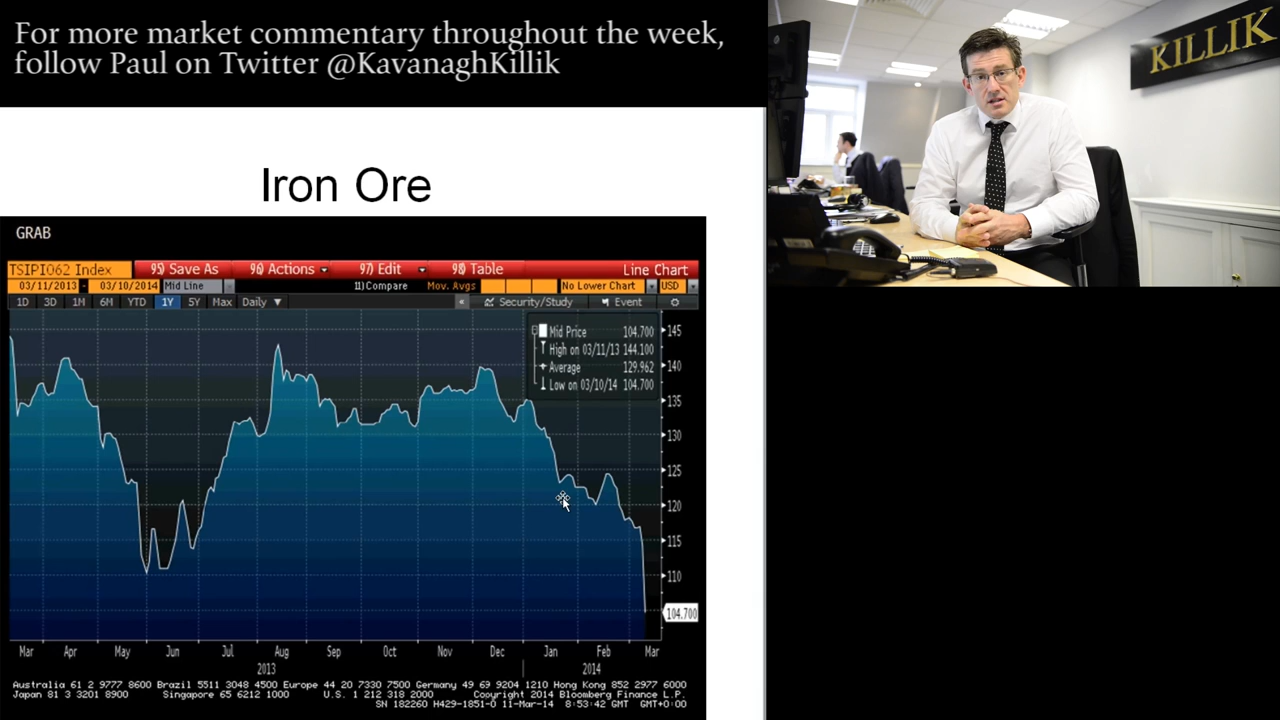 For more market commentary throughout the week,
follow Paul on Twitter @KavanaghKillik
KILLIK
Iron Ore
GRAB
TSIPI062 Index 95) Save As 96) Actions 97) Edit 98) Table Line Chart
03/11/2013 - 03/10/2014 Mid Line 11)Compare Mov. Avgs No Lower Chart USD
1D 3D 1M 6M YTD 1Y 5Y Max Daily ▼ « Security/Study Event
Mid Price 104.700
High on 03/11/13 144.100
Average 129.962
Low on 03/10/14 104.700
145
140
135
130
125
120
115
110
104.700
Mar Apr May Jun Jul Aug Sep Oct Nov Dec Jan Feb Mar
2013 2014
Australia 61 2 9777 8600 Brazil 5511 3048 4500 Europe 44 20 7330 7500 Germany 49 69 9204 1210 Hong Kong 852 2977 6000
Japan 81 3 3201 8900 Singapore 65 6212 1000 U.S. 1 212 318 2000 Copyright 2014 Bloomberg Finance L.P.
SN 182260 H429-1851-0 11-Mar-14 8:53:42 GMT GMT+0:00